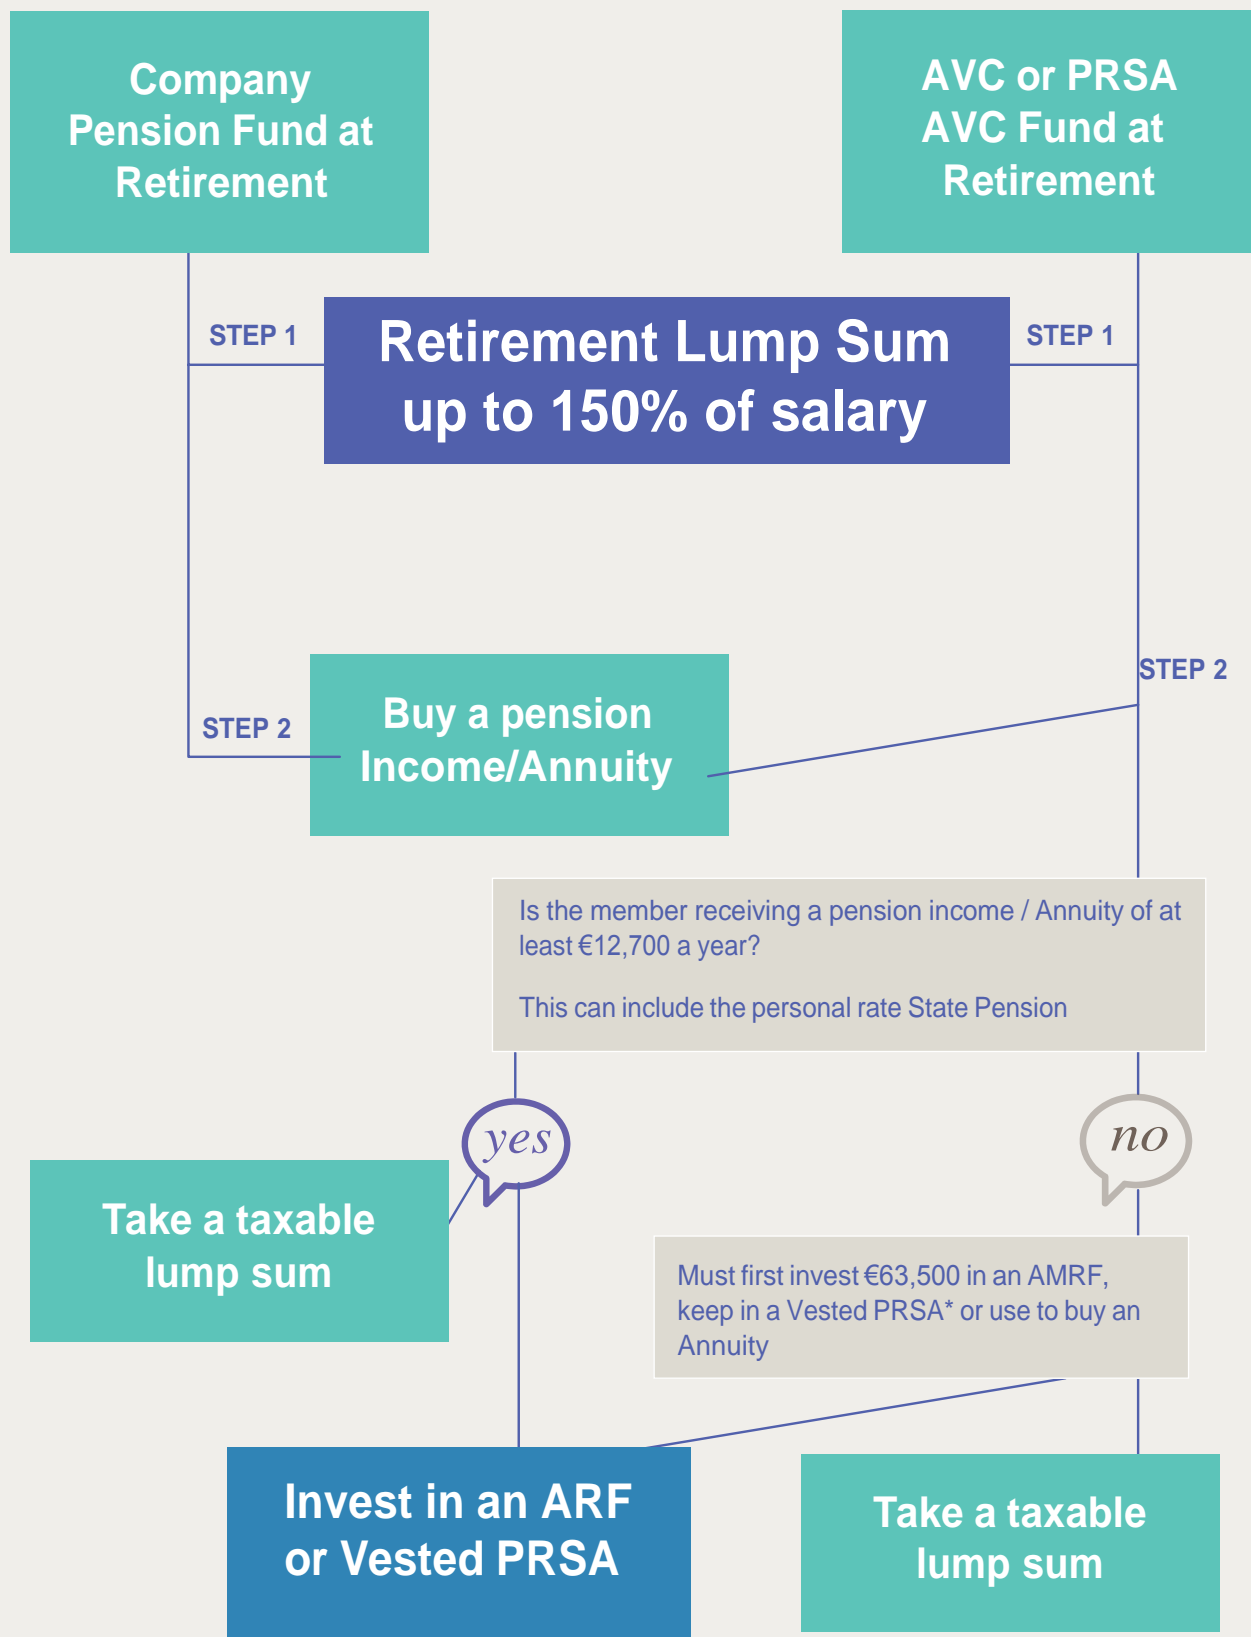 Company
Pension Fund at
Retirement
AVC or PRSA
AVC Fund at
Retirement
STEP 1
Retirement Lump Sum
up to 150% of salary
STEP 1
STEP 2
Buy a pension
Income/Annuity
STEP 2
Is the member receiving a pension income / Annuity of at
least €12,700 a year?
This can include the personal rate State Pension
yes
no
Take a taxable
lump sum
Must first invest €63,500 in an AMRF,
keep in a Vested PRSA* or use to buy an
Annuity
Invest in an ARF
or Vested PRSA
Take a taxable
lump sum